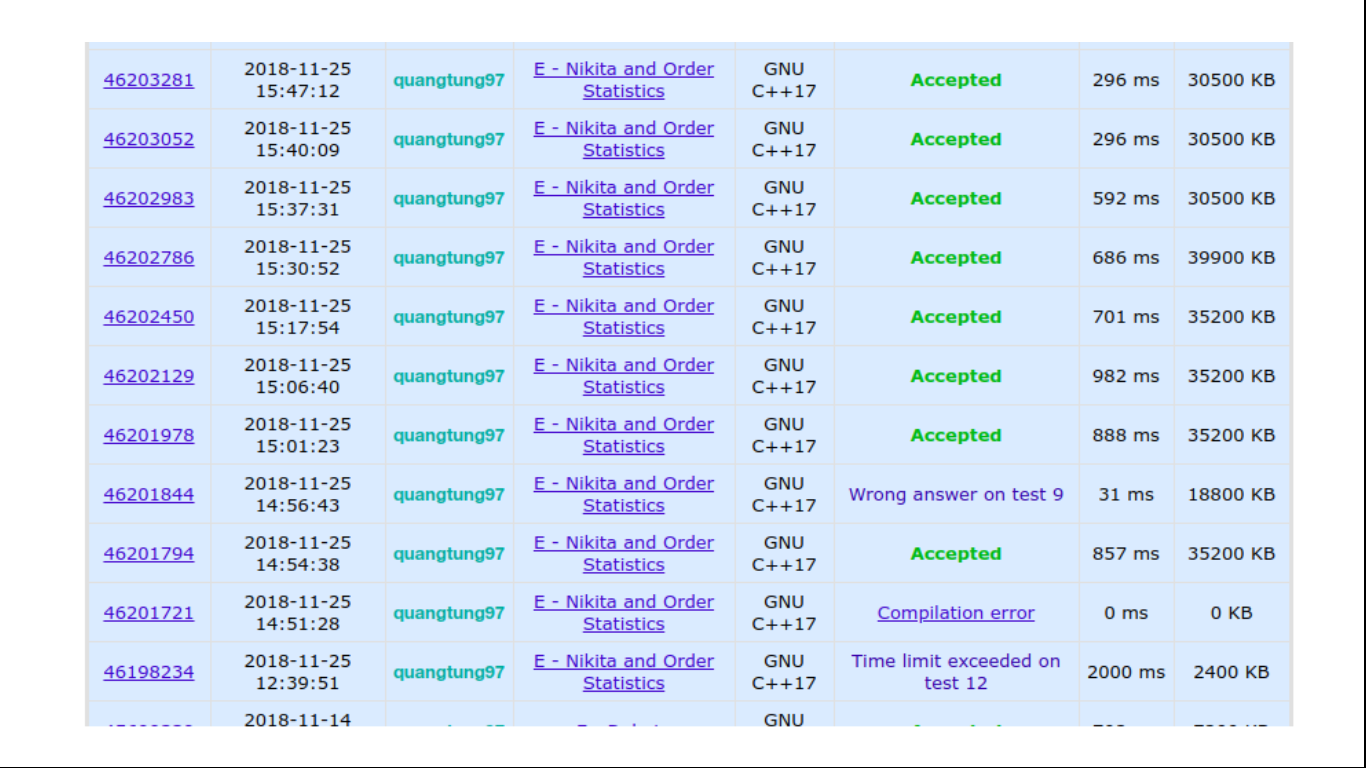 46203281 2018-11-25 15:47:12 quangtung97 E - Nikita and Order Statistics GNU C++17 Accepted 296 ms 30500 KB
46203052 2018-11-25 15:40:09 quangtung97 E - Nikita and Order Statistics GNU C++17 Accepted 296 ms 30500 KB
46202983 2018-11-25 15:37:31 quangtung97 E - Nikita and Order Statistics GNU C++17 Accepted 592 ms 30500 KB
46202786 2018-11-25 15:30:52 quangtung97 E - Nikita and Order Statistics GNU C++17 Accepted 686 ms 39900 KB
46202450 2018-11-25 15:17:54 quangtung97 E - Nikita and Order Statistics GNU C++17 Accepted 701 ms 35200 KB
46202129 2018-11-25 15:06:40 quangtung97 E - Nikita and Order Statistics GNU C++17 Accepted 982 ms 35200 KB
46201978 2018-11-25 15:01:23 quangtung97 E - Nikita and Order Statistics GNU C++17 Accepted 888 ms 35200 KB
46201844 2018-11-25 14:56:43 quangtung97 E - Nikita and Order Statistics GNU C++17 Wrong answer on test 9 31 ms 18800 KB
46201794 2018-11-25 14:54:38 quangtung97 E - Nikita and Order Statistics GNU C++17 Accepted 857 ms 35200 KB
46201721 2018-11-25 14:51:28 quangtung97 E - Nikita and Order Statistics GNU C++17 Compilation error 0 ms 0 KB
46198234 2018-11-25 12:39:51 quangtung97 E - Nikita and Order Statistics GNU C++17 Time limit exceeded on test 12 2000 ms 2400 KB
2018-11-14 GNU